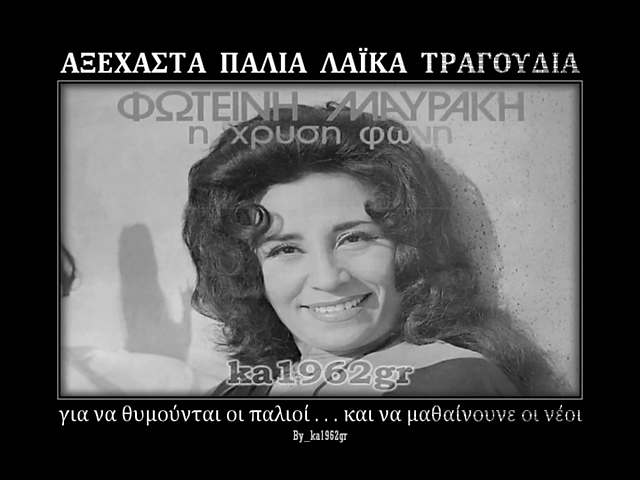 ΑΞΕΧΑΣΤΑ ΠΑΛΙΑ ΛΑΪΚΑ ΤΡΑΓΟΥΔΙΑ
ΦΩΤΕΙΝΗ ΜΑΥΡΑΚΗ
η χρυση φωνη
ka1962gr
για να θυμούνται οι παλιοί . . . και να μαθαίνουνε οι νέοι
By_ka1962gr